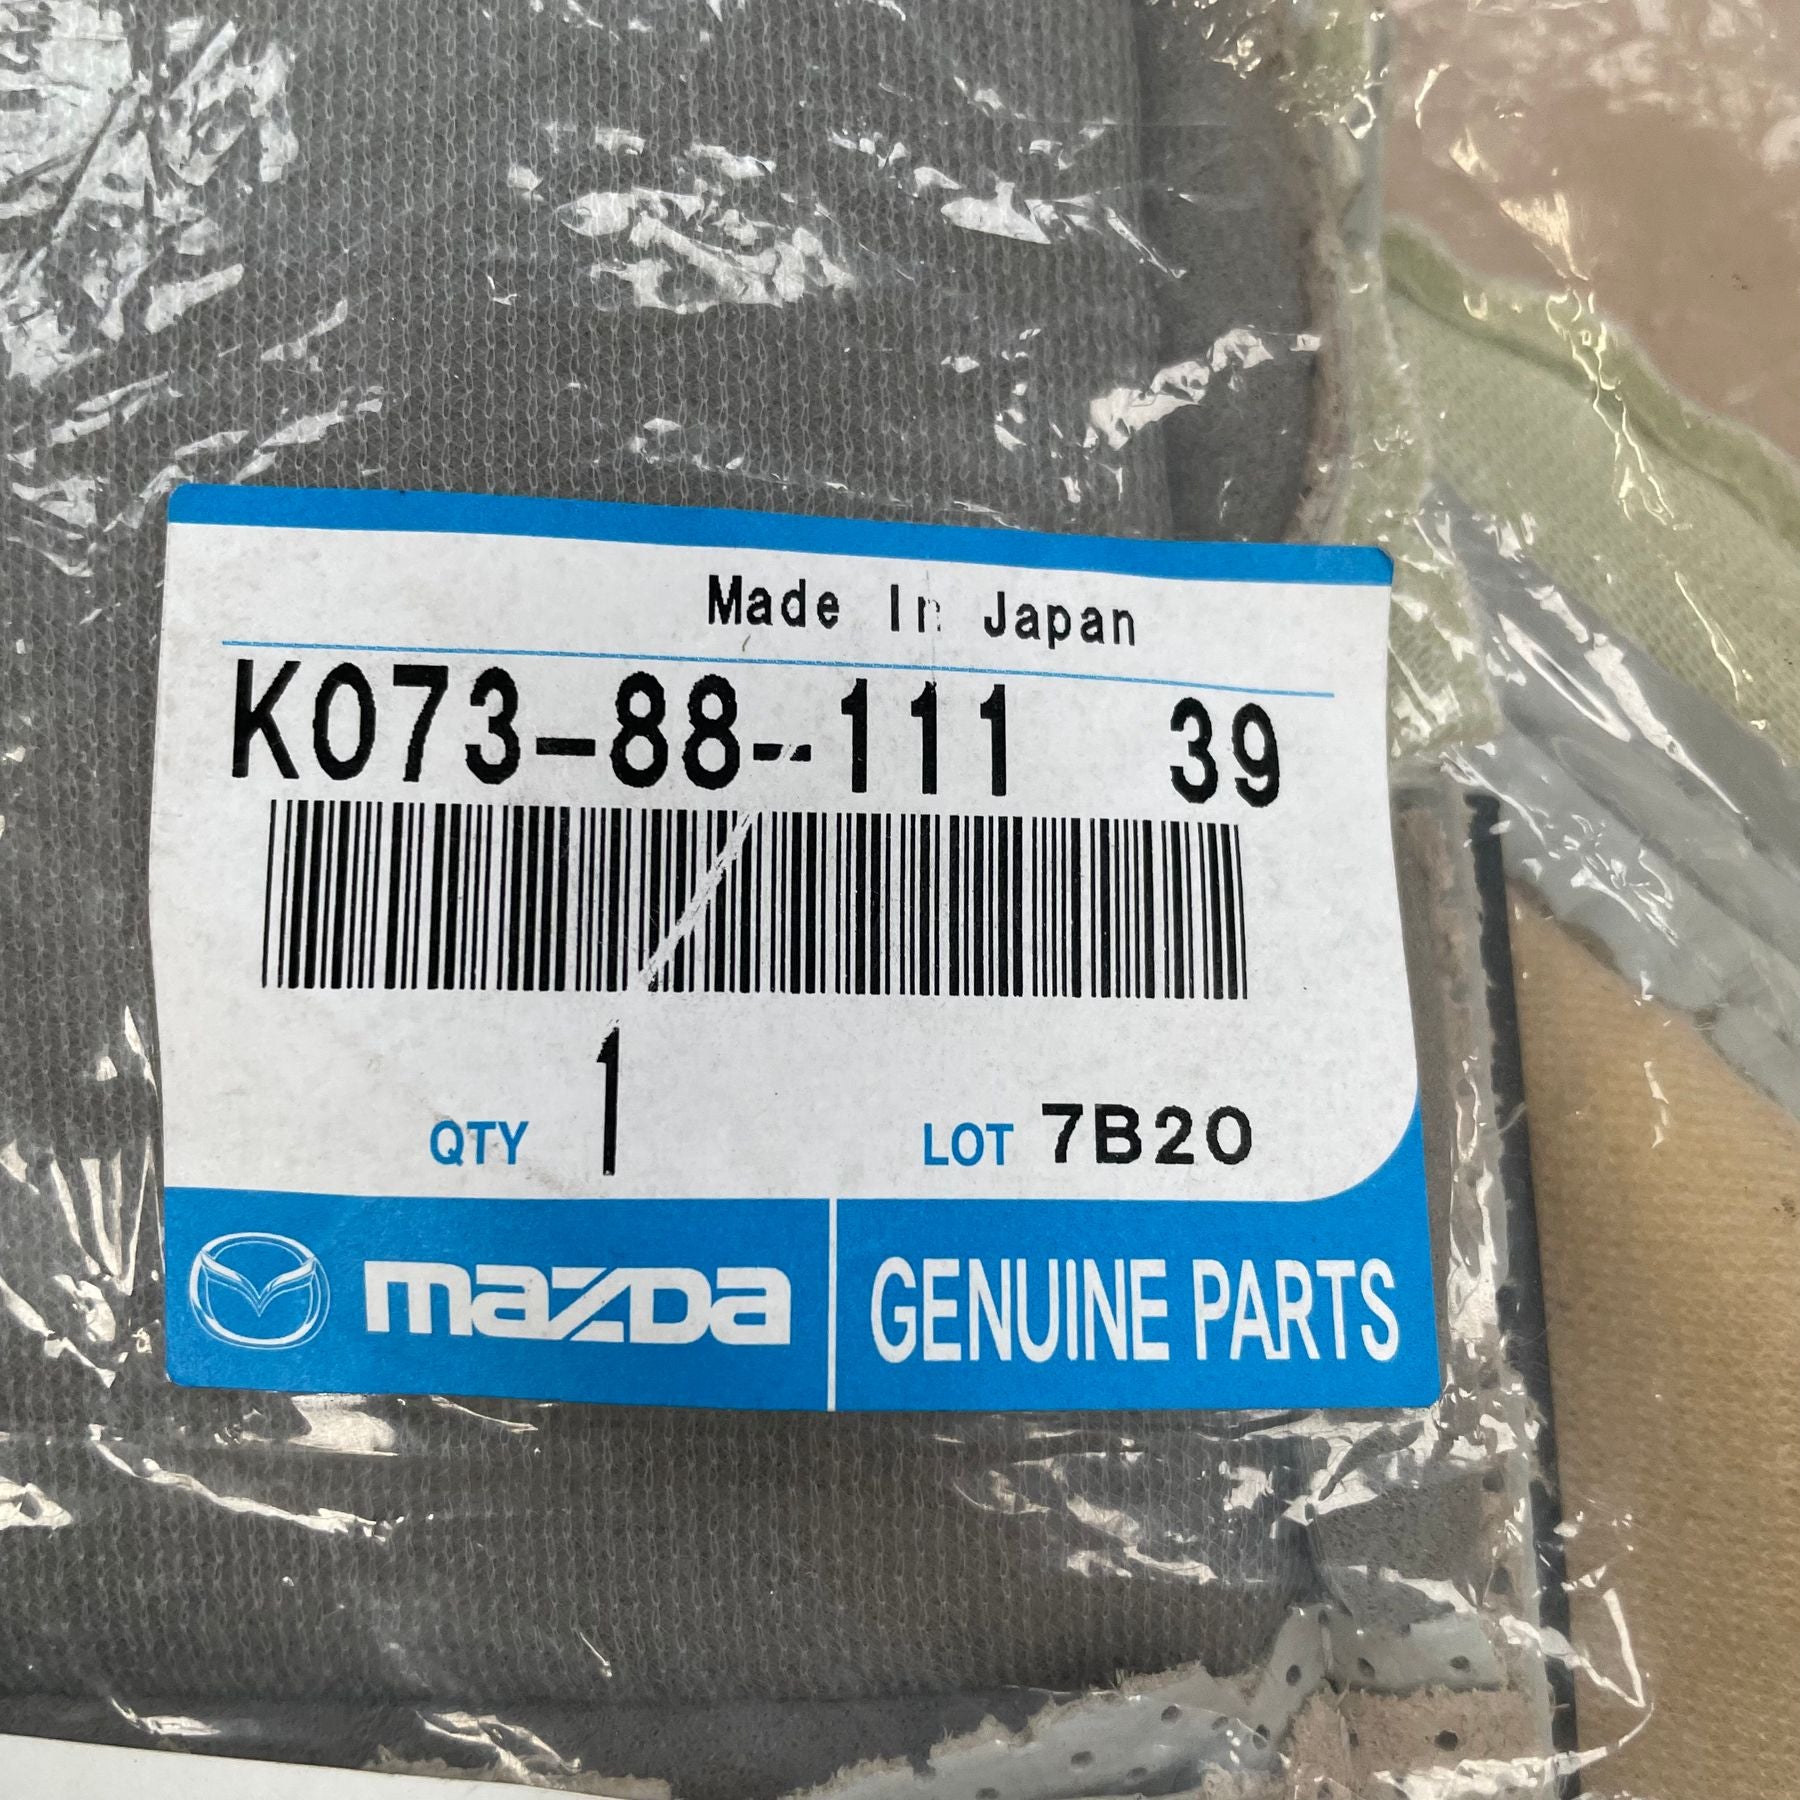 Made In Japan
K073-88-111 39
QTY 1 LOT 7B20
mazda GENUINE PARTS